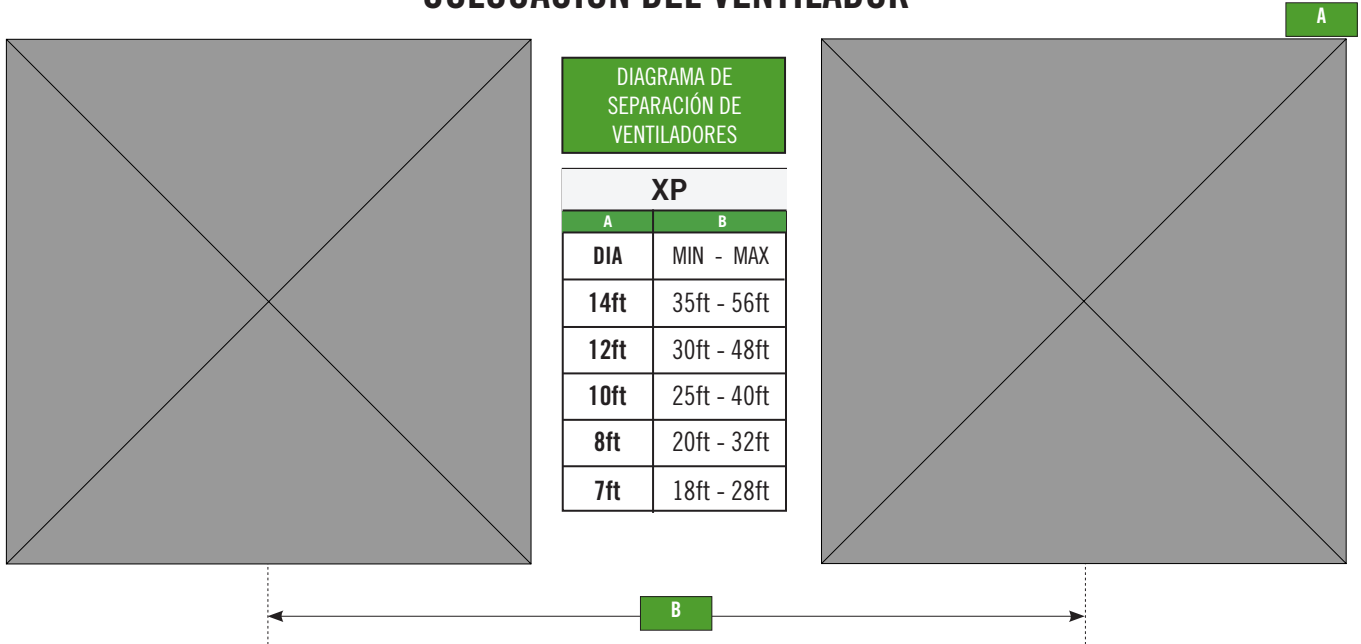 A
DIAGRAMA DE
SEPARACIÓN DE
VENTILADORES
XP
A B
DIA MIN - MAX
14ft 35ft - 56ft
12ft 30ft - 48ft
10ft 25ft - 40ft
8ft 20ft - 32ft
7ft 18ft - 28ft
B